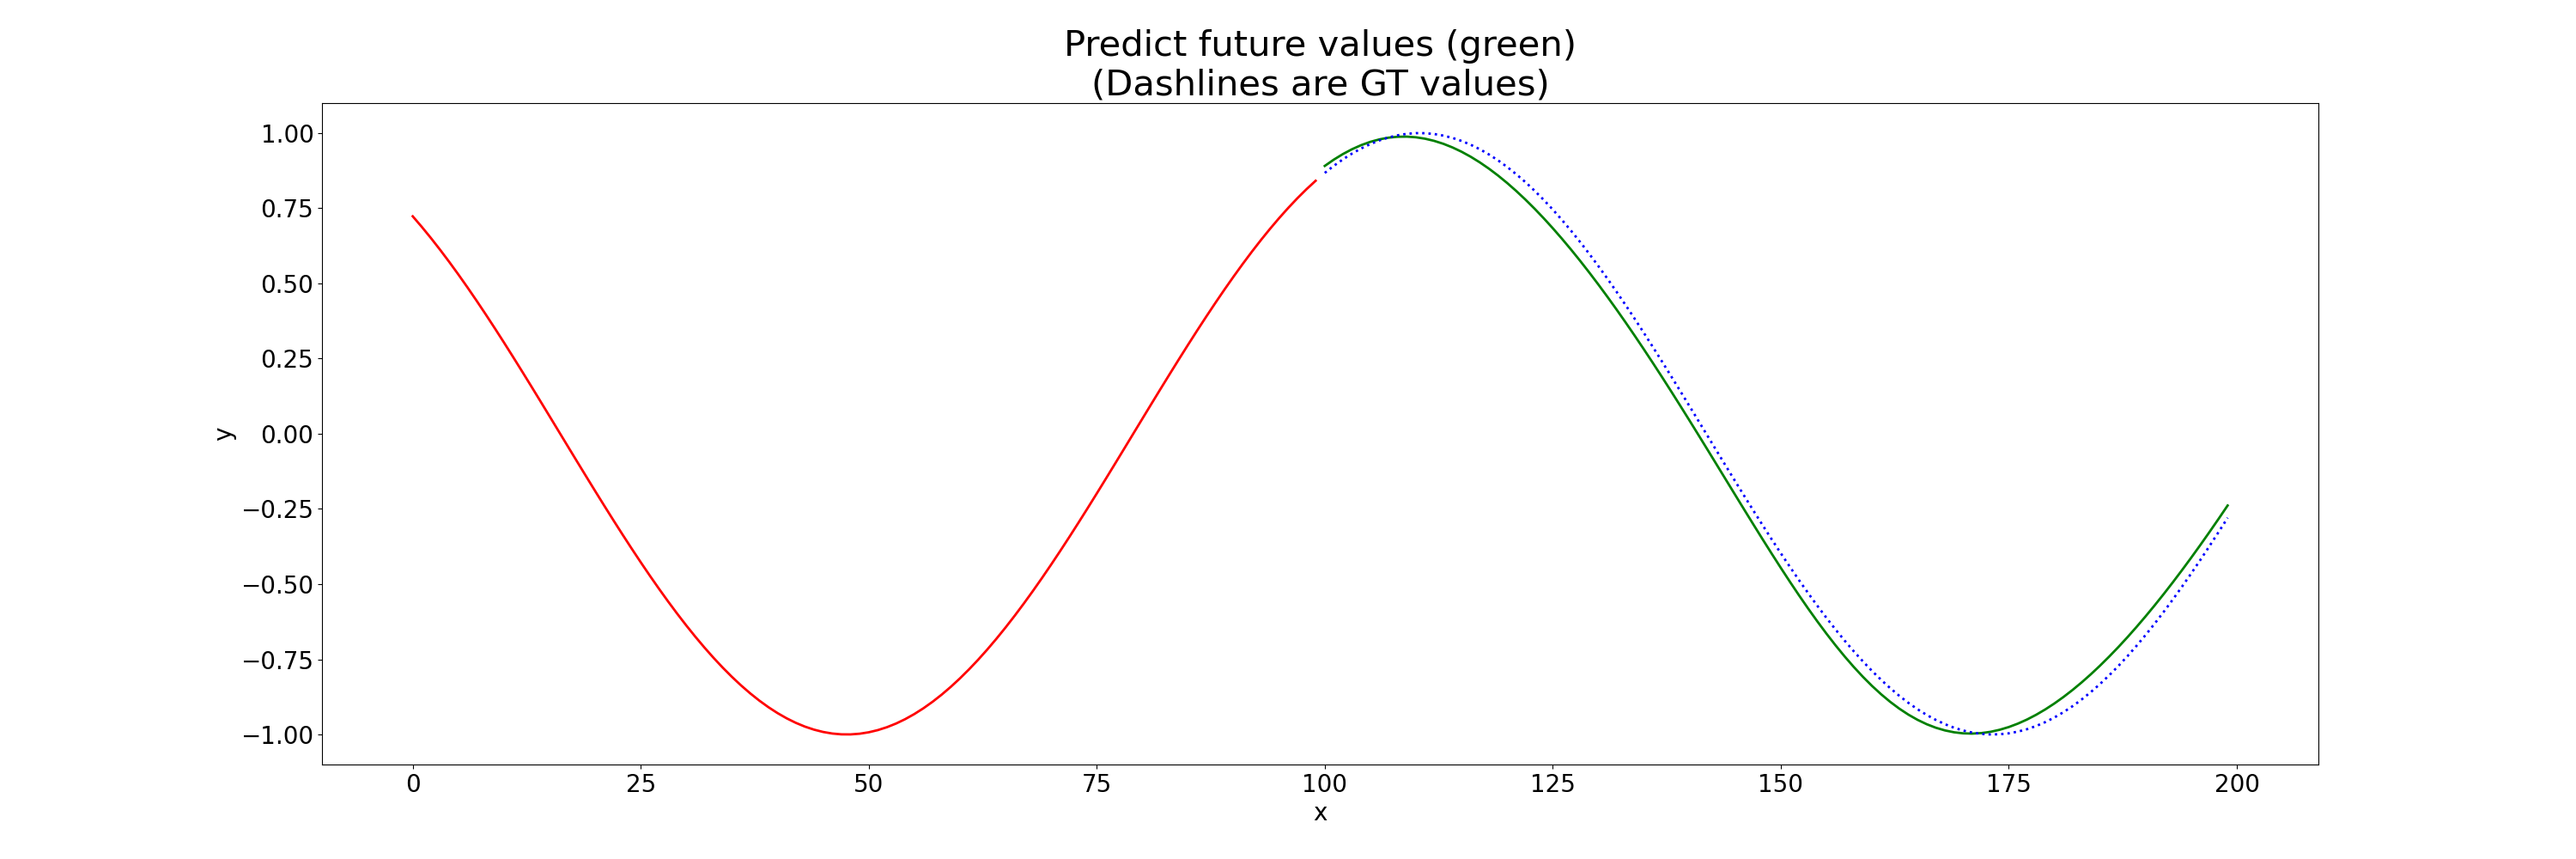 Predict future values (green)
(Dashlines are GT values)
1.00
0.75
0.50
0.25
0.00
−0.25
−0.50
−0.75
−1.00
y
0 25 50 75 100 125 150 175 200
x